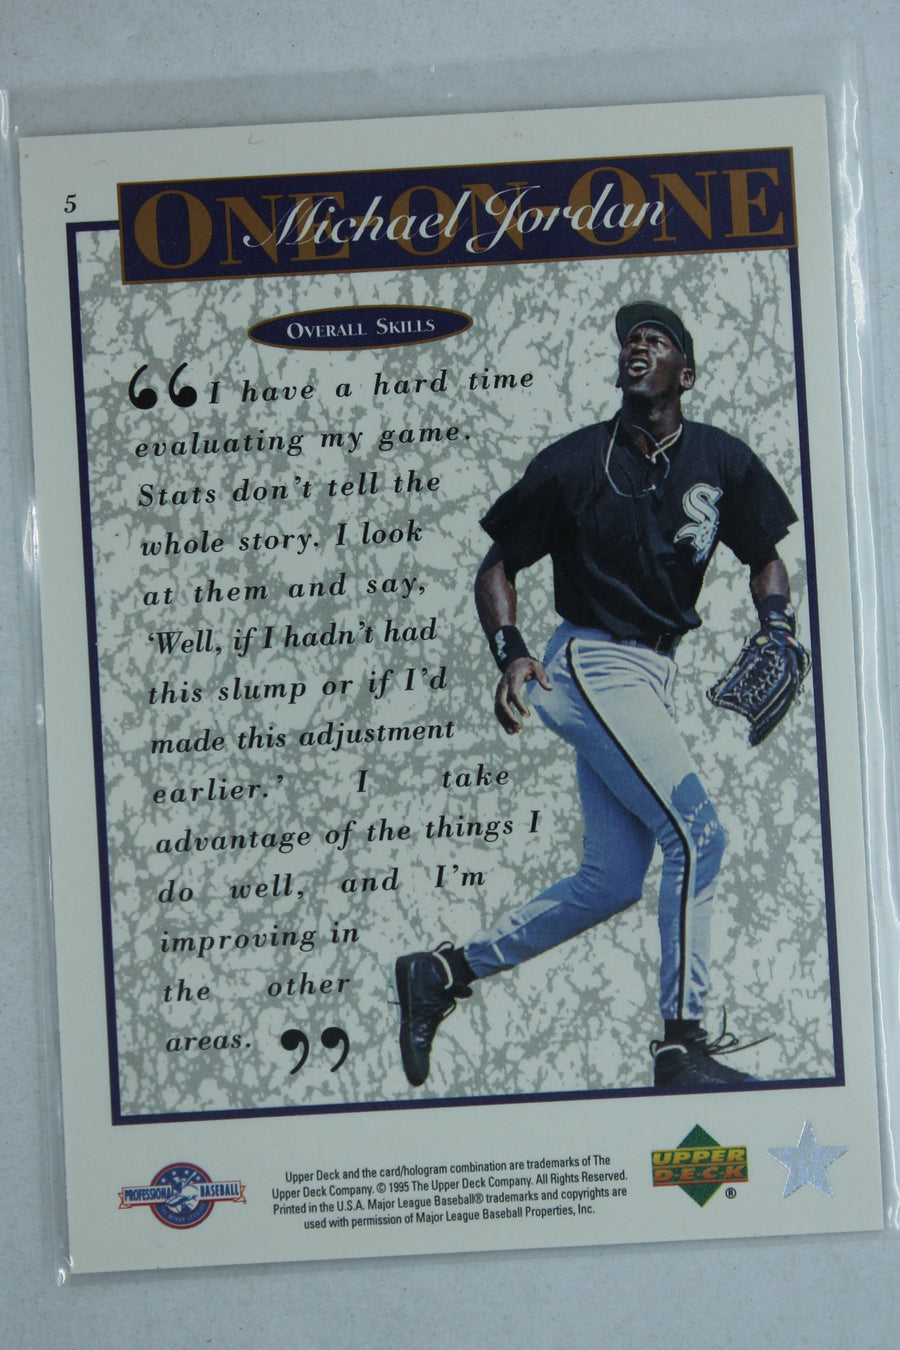 5
ONE-ON-ONE
Michael Jordan
OVERALL SKILLS
“I have a hard time
evaluating my game.
Stats don't tell the
whole story. I look
at them and say,
‘Well, if I hadn't had
this slump or if I'd
made this adjustment
earlier.’ I take
advantage of the things I
do well, and I'm
improving in
the other
areas.”
Sox
PROFESSIONAL BASEBALL
Upper Deck and the card/hologram combination are trademarks of The
Upper Deck Company. © 1995 The Upper Deck Company. All Rights Reserved.
Printed in the U.S.A. Major League Baseball® trademarks and copyrights are
used with permission of Major League Baseball Properties, Inc.
UPPER
DECK
®